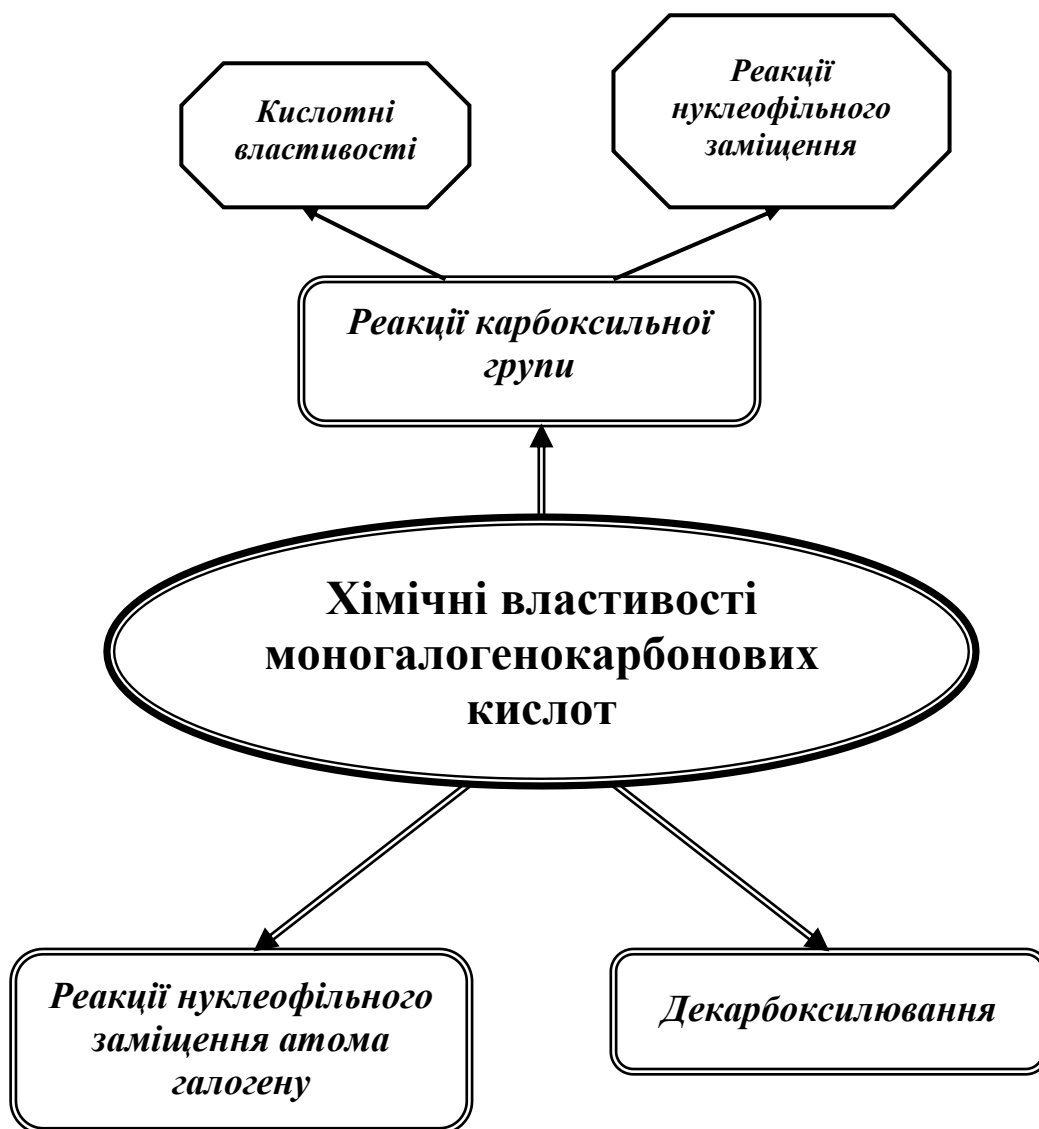 Кислотні
властивості
Реакції
нуклеофільного
заміщення
Реакції карбоксильної
групи
Хімічні властивості
моногалогенокарбонових
кислот
Реакції нуклеофільного
заміщення атома
галогену
Декарбоксилювання